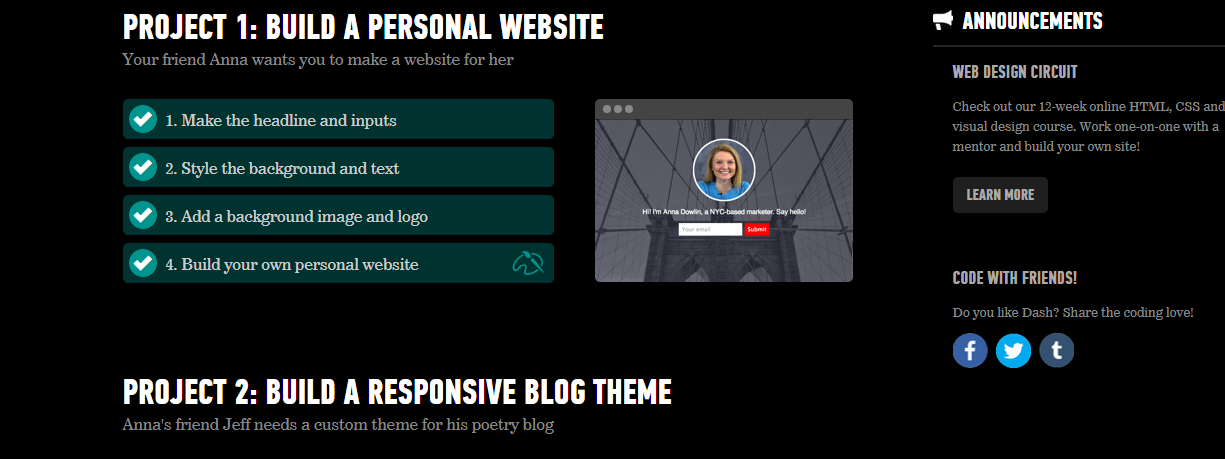 PROJECT 1: BUILD A PERSONAL WEBSITE
Your friend Anna wants you to make a website for her
1. Make the headline and inputs
2. Style the background and text
3. Add a background image and logo
4. Build your own personal website
Hi! I'm Anna Dowlin, a NYC-based marketer. Say hello!
Your email
Submit
PROJECT 2: BUILD A RESPONSIVE BLOG THEME
Anna's friend Jeff needs a custom theme for his poetry blog
ANNOUNCEMENTS
WEB DESIGN CIRCUIT
Check out our 12-week online HTML, CSS and
visual design course. Work one-on-one with a
mentor and build your own site!
LEARN MORE
CODE WITH FRIENDS!
Do you like Dash? Share the coding love!
f
t